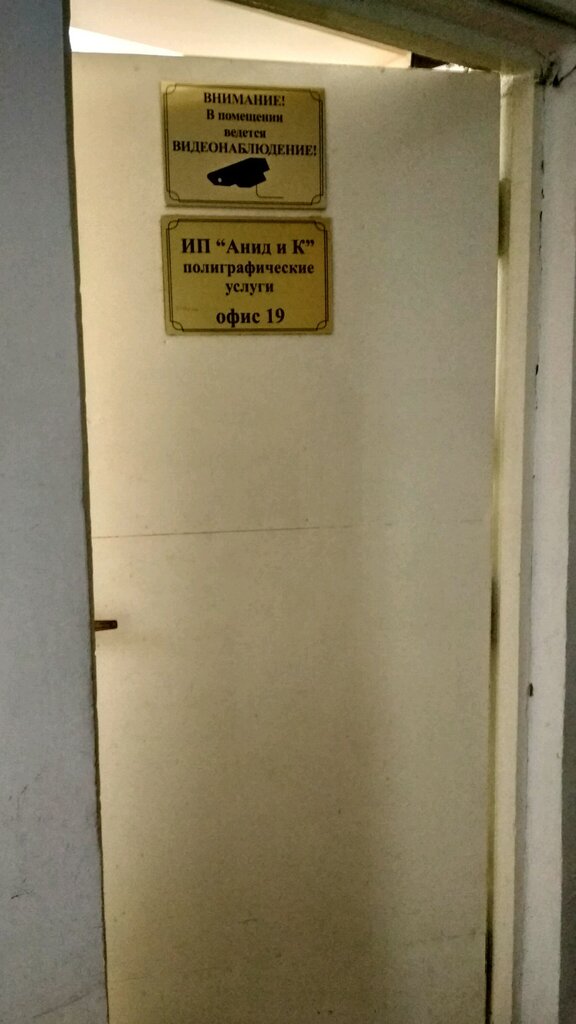 ВНИМАНИЕ!
В помещении
ведется
ВИДЕОНАБЛЮДЕНИЕ!
ИП “Анид и К”
полиграфические
услуги
офис 19